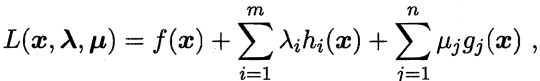 L(𝒙, 𝝀, 𝝁) = f(𝒙) + ∑_{i=1}^{m} λ_i h_i(𝒙) + ∑_{j=1}^{n} μ_j g_j(𝒙) ,